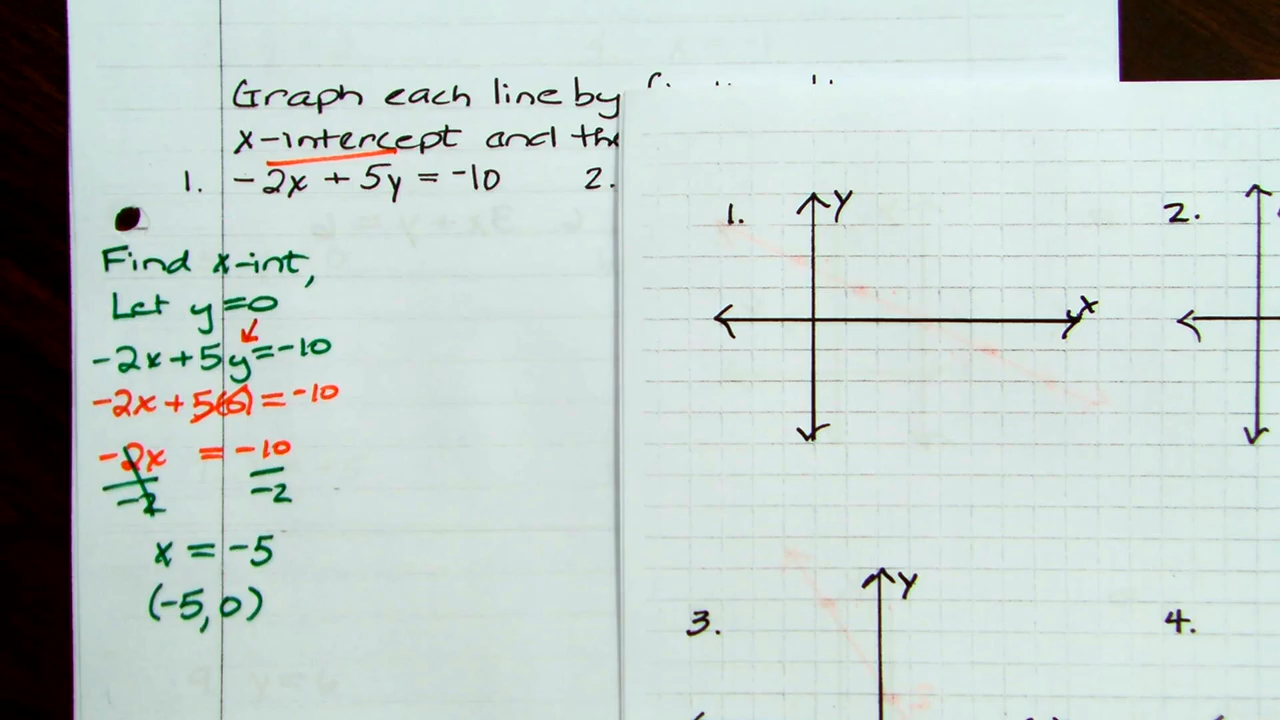 Graph each line by
x-intercept and the
1. -2x + 5y = -10
2.
Find x-int,
Let y=0
-2x+5y=-10
-2x+5(0)=-10
-2x = -10
-2 -2
x = -5
(-5,0)
1.
y
x
2.
3.
y
4.